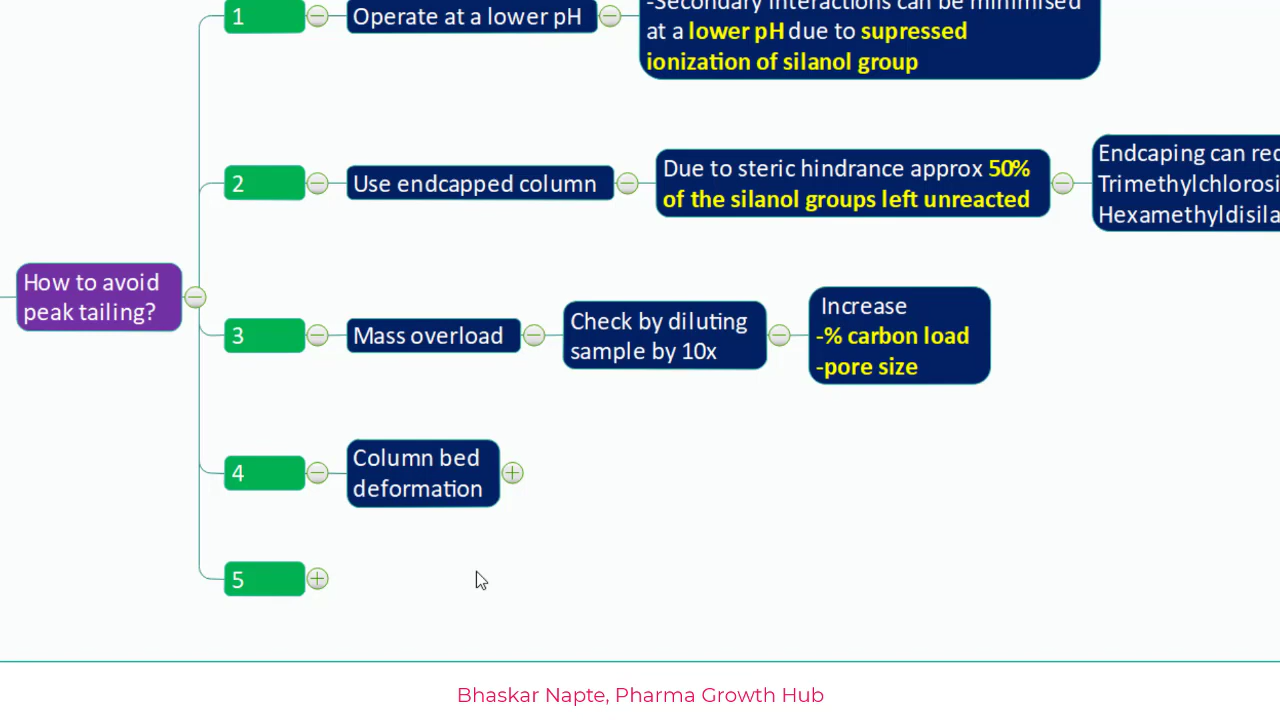 1
Operate at a lower pH
-Secondary interactions can be minimised
at a lower pH due to supressed
ionization of silanol group
2
Use endcapped column
Due to steric hindrance approx 50%
of the silanol groups left unreacted
Endcaping can
How to avoid
peak tailing?
3
Mass overload
Check by diluting
sample by 10x
Increase
-% carbon load
-pore size
4
Column bed
deformation
5
Bhaskar Napte, Pharma Growth Hub